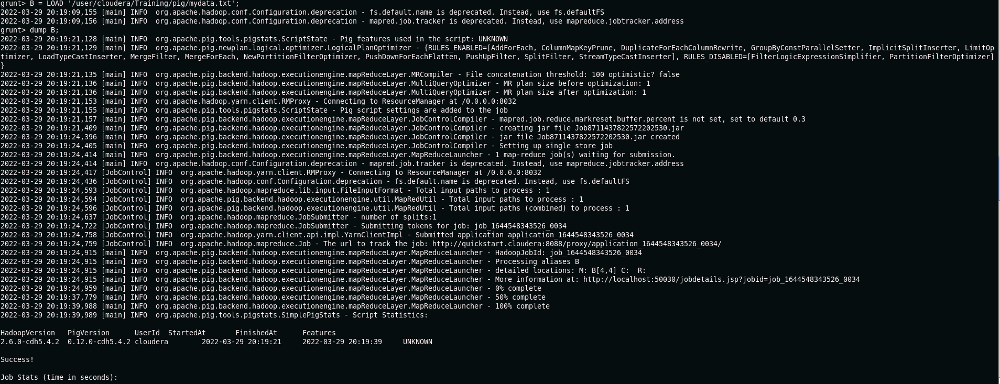 grunt> B = LOAD '/user/cloudera/Training/pig/mydata.txt';
2022-03-29 20:19:09,155 [main] INFO  org.apache.hadoop.conf.Configuration.deprecation - fs.default.name is deprecated. Instead, use fs.defaultFS
2022-03-29 20:19:09,156 [main] INFO  org.apache.hadoop.conf.Configuration.deprecation - mapred.job.tracker is deprecated. Instead, use mapreduce.jobtracker.address
grunt> dump B;
2022-03-29 20:19:21,128 [main] INFO  org.apache.pig.tools.pigstats.ScriptState - Pig features used in the script: UNKNOWN
2022-03-29 20:19:21,129 [main] INFO  org.apache.pig.newplan.logical.optimizer.LogicalPlanOptimizer - {RULES_ENABLED=[AddForEach, ColumnMapKeyPrune, DuplicateForEachColumnRewrite, GroupByConstParallelSetter, ImplicitSplitInserter, LimitOp
timizer, LoadTypeCastInserter, MergeFilter, MergeForEach, NewPartitionFilterOptimizer, PushDownForEachFlatten, PushUpFilter, SplitFilter, StreamTypeCastInserter], RULES_DISABLED=[FilterLogicExpressionSimplifier, PartitionFilterOptimizer]
}
2022-03-29 20:19:21,135 [main] INFO  org.apache.pig.backend.hadoop.executionengine.mapReduceLayer.MRCompiler - File concatenation threshold: 100 optimistic? false
2022-03-29 20:19:21,136 [main] INFO  org.apache.pig.backend.hadoop.executionengine.mapReduceLayer.MultiQueryOptimizer - MR plan size before optimization: 1
2022-03-29 20:19:21,136 [main] INFO  org.apache.pig.backend.hadoop.executionengine.mapReduceLayer.MultiQueryOptimizer - MR plan size after optimization: 1
2022-03-29 20:19:21,153 [main] INFO  org.apache.hadoop.yarn.client.RMProxy - Connecting to ResourceManager at /0.0.0.0:8032
2022-03-29 20:19:21,155 [main] INFO  org.apache.pig.tools.pigstats.ScriptState - Pig script settings are added to the job
2022-03-29 20:19:21,157 [main] INFO  org.apache.pig.backend.hadoop.executionengine.mapReduceLayer.JobControlCompiler - mapred.job.reduce.markreset.buffer.percent is not set, set to default 0.3
2022-03-29 20:19:21,409 [main] INFO  org.apache.pig.backend.hadoop.executionengine.mapReduceLayer.JobControlCompiler - creating jar file Job8711437822572202530.jar
2022-03-29 20:19:24,396 [main] INFO  org.apache.pig.backend.hadoop.executionengine.mapReduceLayer.JobControlCompiler - jar file Job8711437822572202530.jar created
2022-03-29 20:19:24,405 [main] INFO  org.apache.pig.backend.hadoop.executionengine.mapReduceLayer.JobControlCompiler - Setting up single store job
2022-03-29 20:19:24,414 [main] INFO  org.apache.pig.backend.hadoop.executionengine.mapReduceLayer.MapReduceLauncher - 1 map-reduce job(s) waiting for submission.
2022-03-29 20:19:24,414 [main] INFO  org.apache.hadoop.conf.Configuration.deprecation - mapred.job.tracker is deprecated. Instead, use mapreduce.jobtracker.address
2022-03-29 20:19:24,417 [JobControl] INFO  org.apache.hadoop.yarn.client.RMProxy - Connecting to ResourceManager at /0.0.0.0:8032
2022-03-29 20:19:24,436 [JobControl] INFO  org.apache.hadoop.conf.Configuration.deprecation - fs.default.name is deprecated. Instead, use fs.defaultFS
2022-03-29 20:19:24,593 [JobControl] INFO  org.apache.hadoop.mapreduce.lib.input.FileInputFormat - Total input paths to process : 1
2022-03-29 20:19:24,594 [JobControl] INFO  org.apache.pig.backend.hadoop.executionengine.util.MapRedUtil - Total input paths to process : 1
2022-03-29 20:19:24,596 [JobControl] INFO  org.apache.pig.backend.hadoop.executionengine.util.MapRedUtil - Total input paths (combined) to process : 1
2022-03-29 20:19:24,637 [JobControl] INFO  org.apache.hadoop.mapreduce.JobSubmitter - number of splits:1
2022-03-29 20:19:24,722 [JobControl] INFO  org.apache.hadoop.mapreduce.JobSubmitter - Submitting tokens for job: job_1644548343526_0034
2022-03-29 20:19:24,758 [JobControl] INFO  org.apache.hadoop.yarn.client.api.impl.YarnClientImpl - Submitted application application_1644548343526_0034
2022-03-29 20:19:24,759 [JobControl] INFO  org.apache.hadoop.mapreduce.Job - The url to track the job: http://quickstart.cloudera:8088/proxy/application_1644548343526_0034/
2022-03-29 20:19:24,915 [main] INFO  org.apache.pig.backend.hadoop.executionengine.mapReduceLayer.MapReduceLauncher - HadoopJobId: job_1644548343526_0034
2022-03-29 20:19:24,915 [main] INFO  org.apache.pig.backend.hadoop.executionengine.mapReduceLayer.MapReduceLauncher - Processing aliases B
2022-03-29 20:19:24,915 [main] INFO  org.apache.pig.backend.hadoop.executionengine.mapReduceLayer.MapReduceLauncher - detailed locations: M: B[4,4] C:  R:
2022-03-29 20:19:24,915 [main] INFO  org.apache.pig.backend.hadoop.executionengine.mapReduceLayer.MapReduceLauncher - More information at: http://localhost:50030/jobdetails.jsp?jobid=job_1644548343526_0034
2022-03-29 20:19:24,959 [main] INFO  org.apache.pig.backend.hadoop.executionengine.mapReduceLayer.MapReduceLauncher - 0% complete
2022-03-29 20:19:37,779 [main] INFO  org.apache.pig.backend.hadoop.executionengine.mapReduceLayer.MapReduceLauncher - 50% complete
2022-03-29 20:19:39,988 [main] INFO  org.apache.pig.backend.hadoop.executionengine.mapReduceLayer.MapReduceLauncher - 100% complete
2022-03-29 20:19:39,989 [main] INFO  org.apache.pig.tools.pigstats.SimplePigStats - Script Statistics:
HadoopVersion   PigVersion      UserId  StartedAt       FinishedAt      Features
2.6.0-cdh5.4.2  0.12.0-cdh5.4.2 cloudera        2022-03-29 20:19:21     2022-03-29 20:19:39     UNKNOWN
Success!
Job Stats (time in seconds):